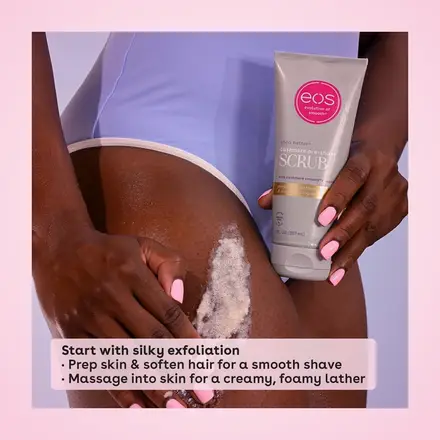 eos
evolution of
smooth®
SCRUB
Start with silky exfoliation
• Prep skin & soften hair for a smooth shave
• Massage into skin for a creamy, foamy lather